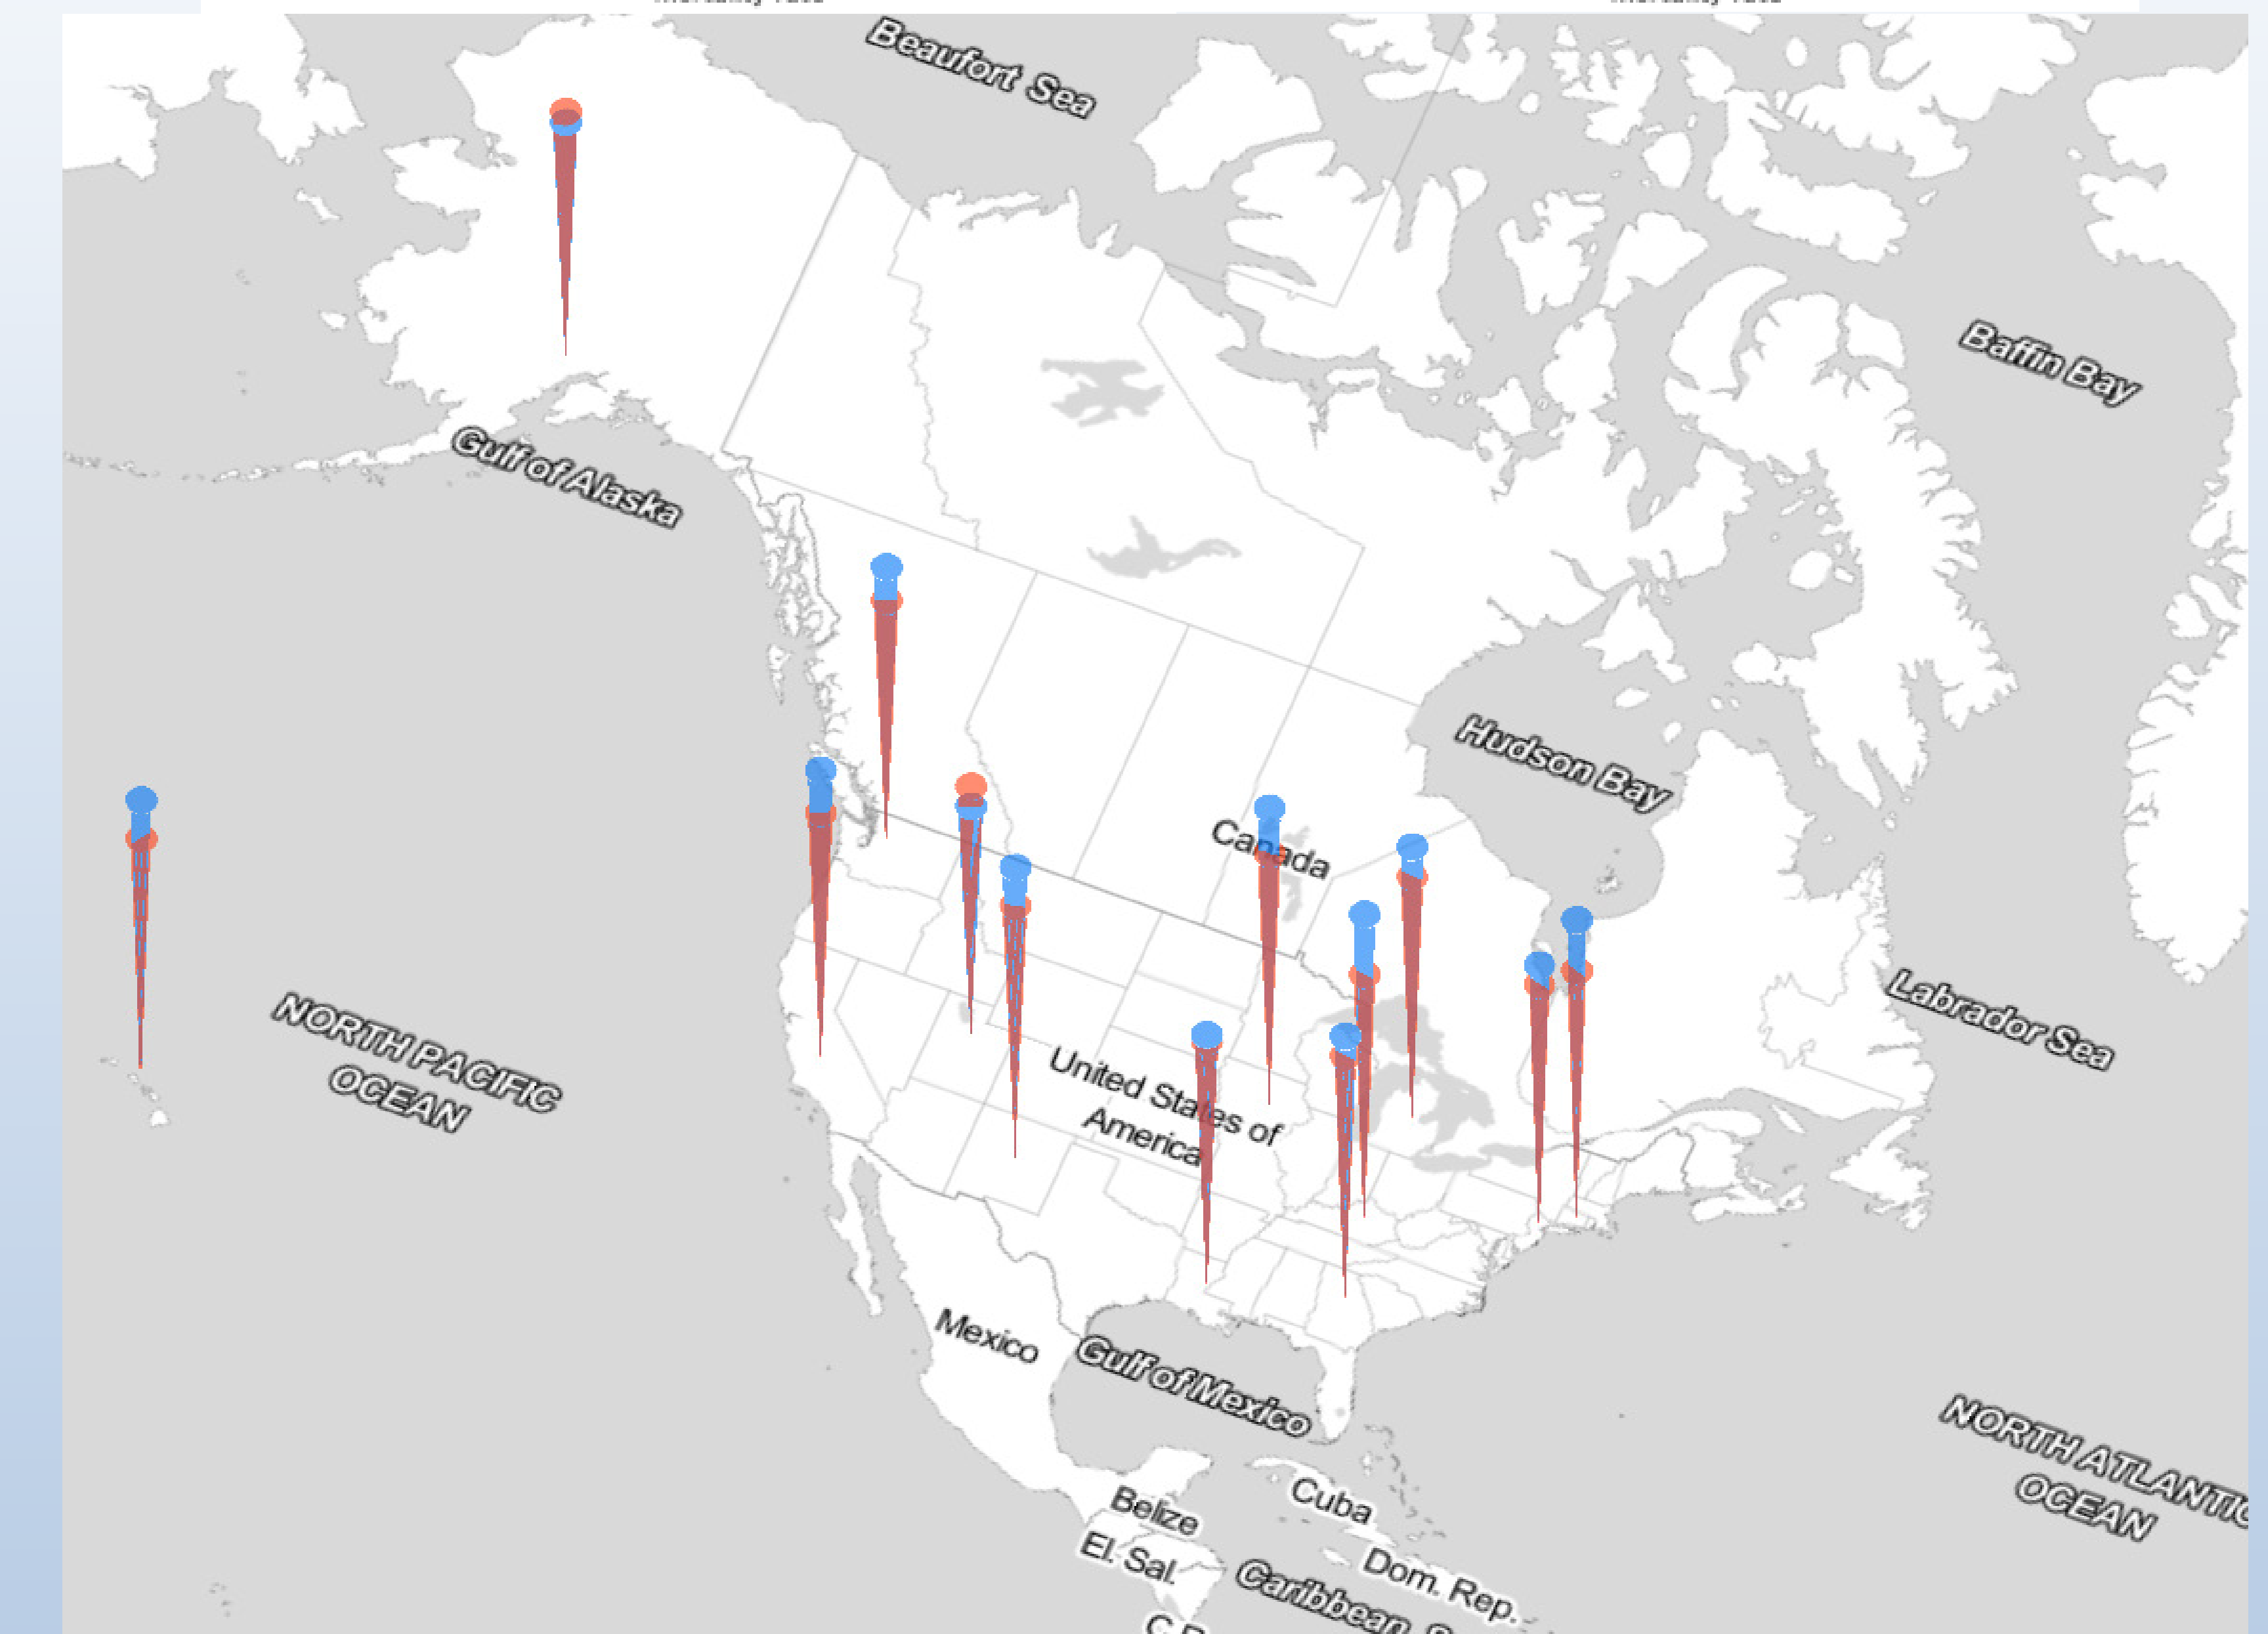 Beaufort Sea
Baffin Bay
Gulf of Alaska
Hudson Bay
Canada
Labrador Sea
NORTH PACIFIC
OCEAN
United States of
America
Mexico
Gulf of Mexico
NORTH ATLANTIC
OCEAN
Cuba
Belize
El. Sal.
Dom. Rep.
Caribbean